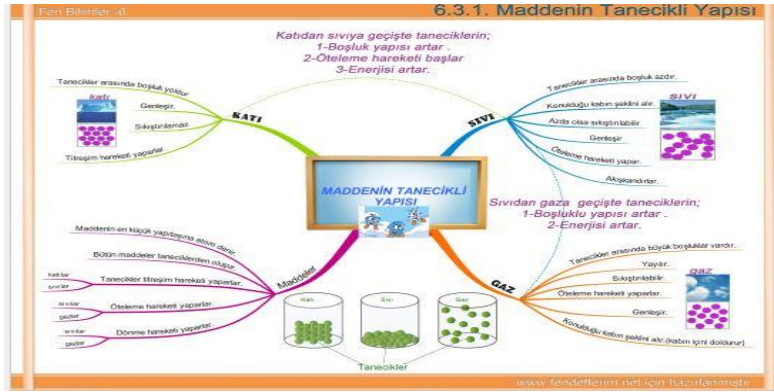 Fen Bilimler -6
6.3.1. Maddenin Tanecikli Yapısı
Katıdan sıvıya geçişte taneciklerin;
1-Boşluk yapısı artar .
2-Öteleme hareketi başlar
3-Enerjisi artar.
Tanecikler arasında boşluk yoktur
katı
Genleşir.
Sıkıştırılamaz.
Titreşim hareketi yaparlar.
KATI
Tanecikler arasında boşluk azdır.
Konulduğu kabın şeklini alır.
Azda olsa sıkıştırılabilir.
Genleşir
Öteleme hareketi yapar.
Akışkandırlar.
SIVI
SIVI
MADDENİN TANECİKLİ
YAPISI
Sıvıdan gaza geçişte taneciklerin;
1-Boşluklu yapısı artar .
2-Enerjisi artar.
Maddenin en küçük yapıtaşına atom denir.
Bütün maddeler taneciklerden oluşur.
katılar
sıvılar
Tanecikler titreşim hareketi yaparlar.
sıvılar
gazlar
Öteleme hareketi yaparlar.
sıvılar
gazlar
Dönme hareketi yaparlar.
Maddeler
Tanecikler arasında büyük boşluklar vardır.
Yayılır.
Sıkıştırılabilir.
Öteleme hareketi yaparlar.
Genleşir.
Konulduğu kabın şeklini alır.(kabın içini doldurur)
GAZ
gaz
Katı
Sıvı
Gaz
Tanecikler
www.fendefterim.net için hazırlanmıştır